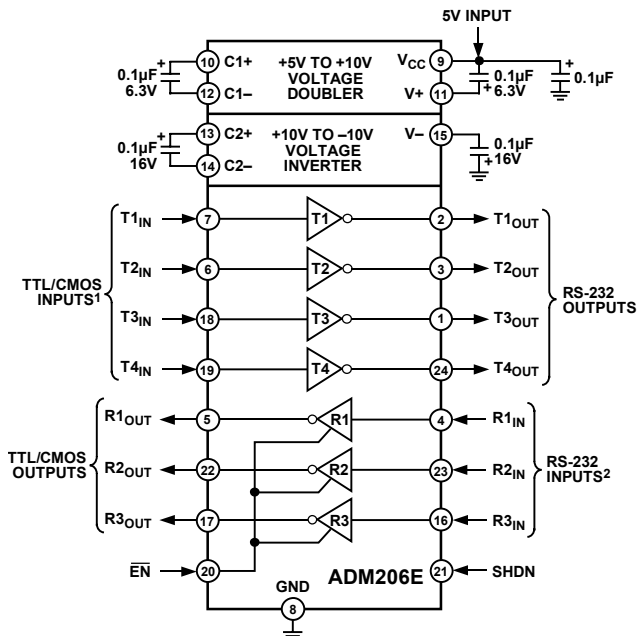 5V INPUT
10 C1+ +5V TO +10V VCC 9
0.1µF + VOLTAGE + 0.1µF + 0.1µF
6.3V DOUBLER 6.3V
12 C1– V+ 11
13 C2+ +10V TO –10V V– 15
0.1µF + VOLTAGE 0.1µF
16V INVERTER + 16V
14 C2–
T1IN 7 T1 2 T1OUT
T2IN 6 T2 3 T2OUT
TTL/CMOS RS-232
INPUTS1 OUTPUTS
T3IN 18 T3 1 T3OUT
T4IN 19 T4 24 T4OUT
R1OUT 5 R1 4 R1IN
TTL/CMOS RS-232
OUTPUTS INPUTS2
R2OUT 22 R2 23 R2IN
R3OUT 17 R3 16 R3IN
EN 20 ADM206E 21 SHDN
GND
8